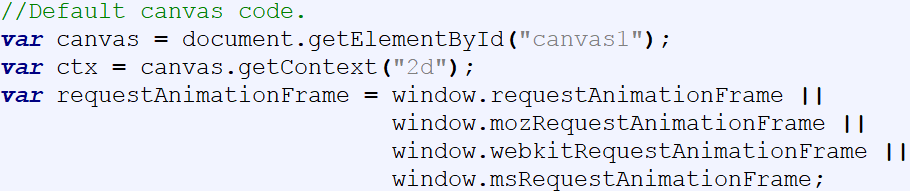 //Default canvas code.
var canvas = document.getElementById("canvas1");
var ctx = canvas.getContext("2d");
var requestAnimationFrame = window.requestAnimationFrame ||
window.mozRequestAnimationFrame ||
window.webkitRequestAnimationFrame ||
window.msRequestAnimationFrame;